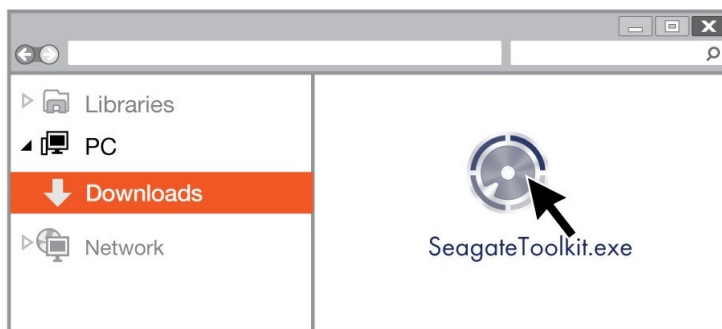 Libraries
PC
Downloads
Network
SeagateToolkit.exe